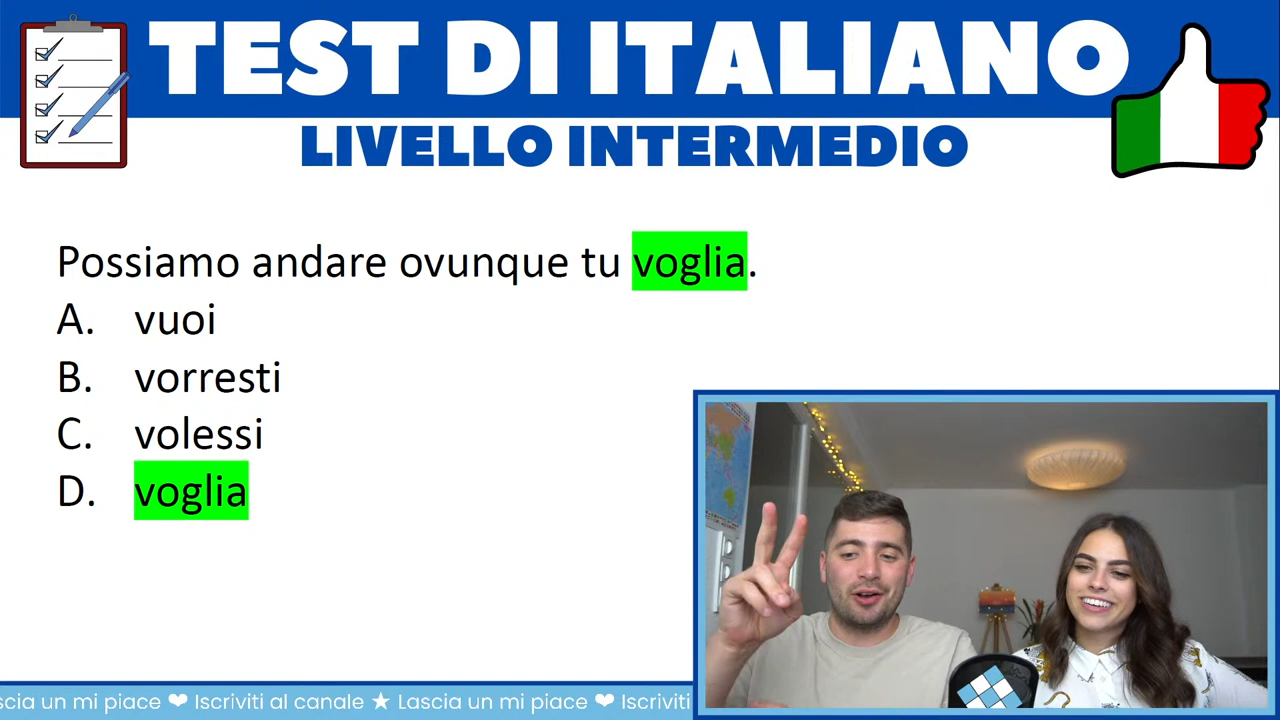 TEST DI ITALIANO
LIVELLO INTERMEDIO
Possiamo andare ovunque tu voglia.
A. vuoi
B. vorresti
C. volessi
D. voglia
scia un mi piace ❤ Iscriviti al canale ★ Lascia un mi piace ❤ Iscriviti